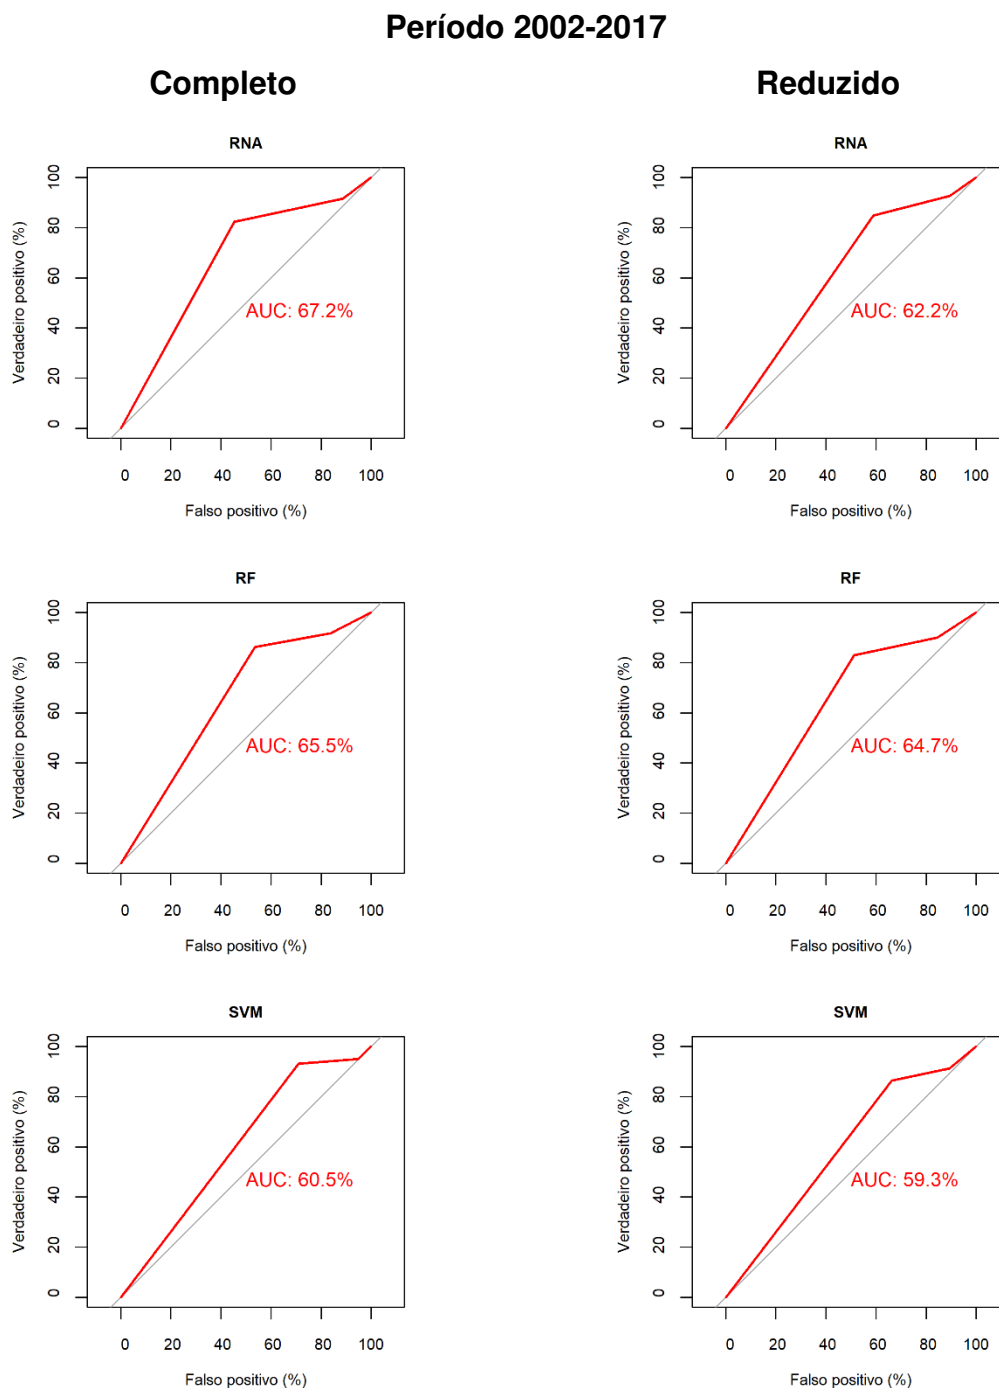 Período 2002-2017
Completo
Reduzido
RNA
Verdadeiro positivo (%)
100
80
60
40
20
0
AUC: 67.2%
0 20 40 60 80 100
Falso positivo (%)
RNA
Verdadeiro positivo (%)
100
80
60
40
20
0
AUC: 62.2%
0 20 40 60 80 100
Falso positivo (%)
RF
Verdadeiro positivo (%)
100
80
60
40
20
0
AUC: 65.5%
0 20 40 60 80 100
Falso positivo (%)
RF
Verdadeiro positivo (%)
100
80
60
40
20
0
AUC: 64.7%
0 20 40 60 80 100
Falso positivo (%)
SVM
Verdadeiro positivo (%)
100
80
60
40
20
0
AUC: 60.5%
0 20 40 60 80 100
Falso positivo (%)
SVM
Verdadeiro positivo (%)
100
80
60
40
20
0
AUC: 59.3%
0 20 40 60 80 100
Falso positivo (%)